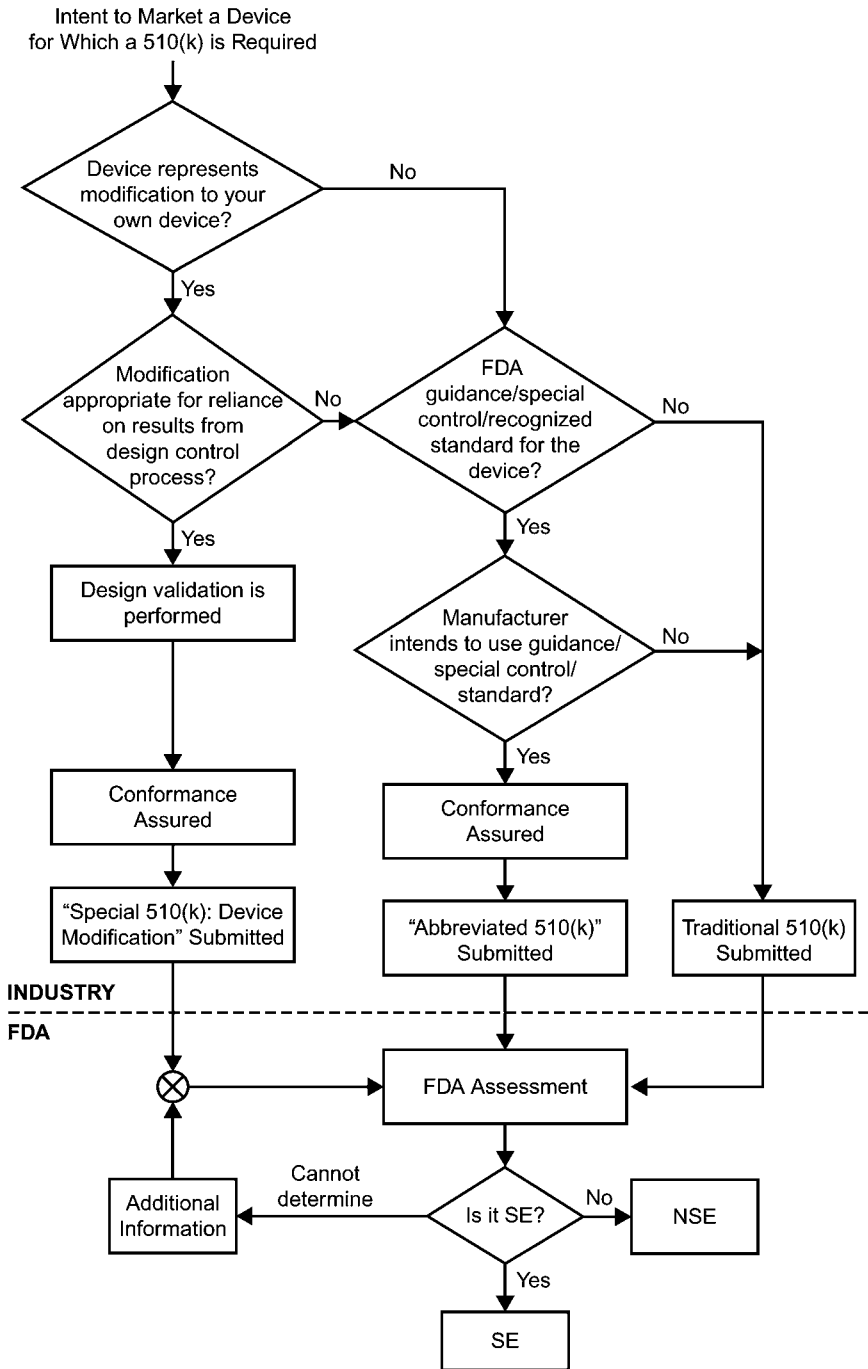 Intent to Market a Device
for Which a 510(k) is Required
Device represents
modification to your
own device?
No
Yes
Modification
appropriate for reliance
on results from
design control
process?
No
FDA
guidance/special
control/recognized
standard for the
device?
No
Yes
Yes
Design validation is
performed
Manufacturer
intends to use guidance/
special control/
standard?
No
Yes
Conformance
Assured
Conformance
Assured
“Special 510(k): Device
Modification” Submitted
“Abbreviated 510(k)”
Submitted
Traditional 510(k)
Submitted
INDUSTRY
FDA
FDA Assessment
Cannot
determine
Additional
Information
Is it SE?
No
NSE
Yes
SE